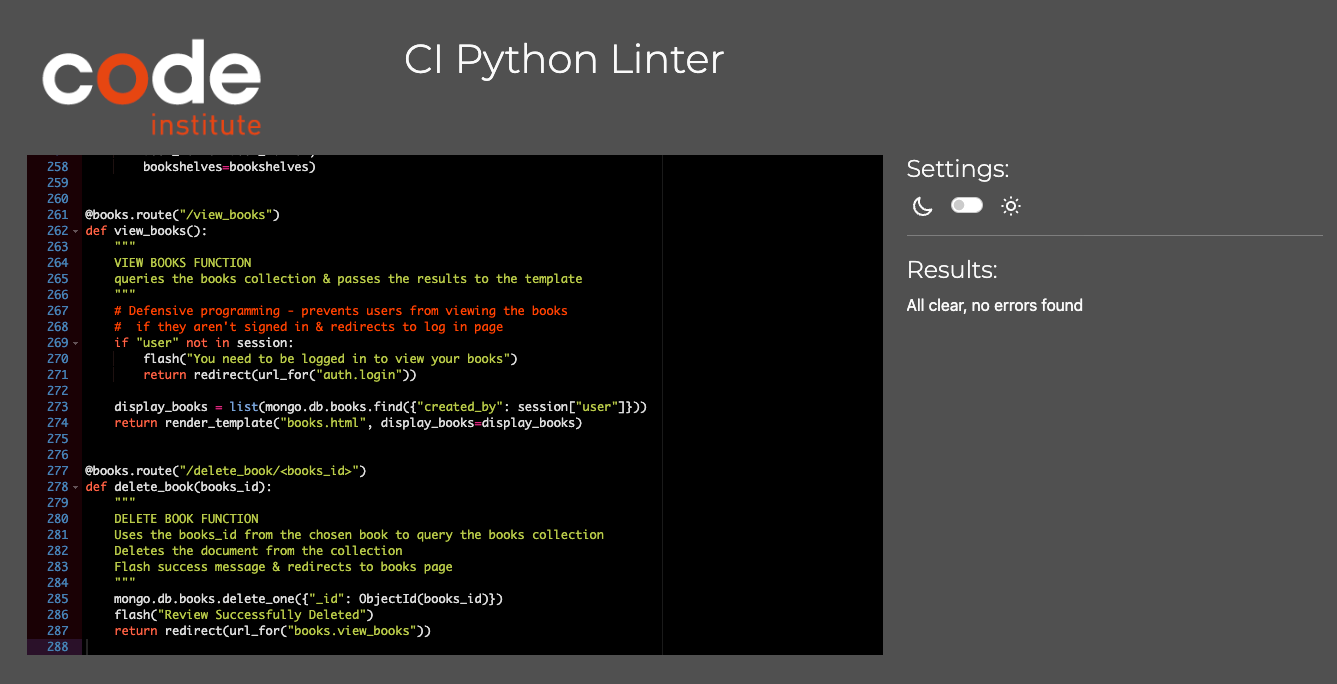 code
institute
CI Python Linter
258         bookshelves=bookshelves)
259
260
261 @books.route("/view_books")
262 def view_books():
263     """
264     VIEW BOOKS FUNCTION
265     queries the books collection & passes the results to the template
266     """
267     # Defensive programming - prevents users from viewing the books
268     #  if they aren't signed in & redirects to log in page
269     if "user" not in session:
270         flash("You need to be logged in to view your books")
271         return redirect(url_for("auth.login"))
272
273     display_books = list(mongo.db.books.find({"created_by": session["user"]}))
274     return render_template("books.html", display_books=display_books)
275
276
277 @books.route("/delete_book/<books_id>")
278 def delete_book(books_id):
279     """
280     DELETE BOOK FUNCTION
281     Uses the books_id from the chosen book to query the books collection
282     Deletes the document from the collection
283     Flash success message & redirects to books page
284     """
285     mongo.db.books.delete_one({"_id": ObjectId(books_id)})
286     flash("Review Successfully Deleted")
287     return redirect(url_for("books.view_books"))
288
Settings:
Results:
All clear, no errors found